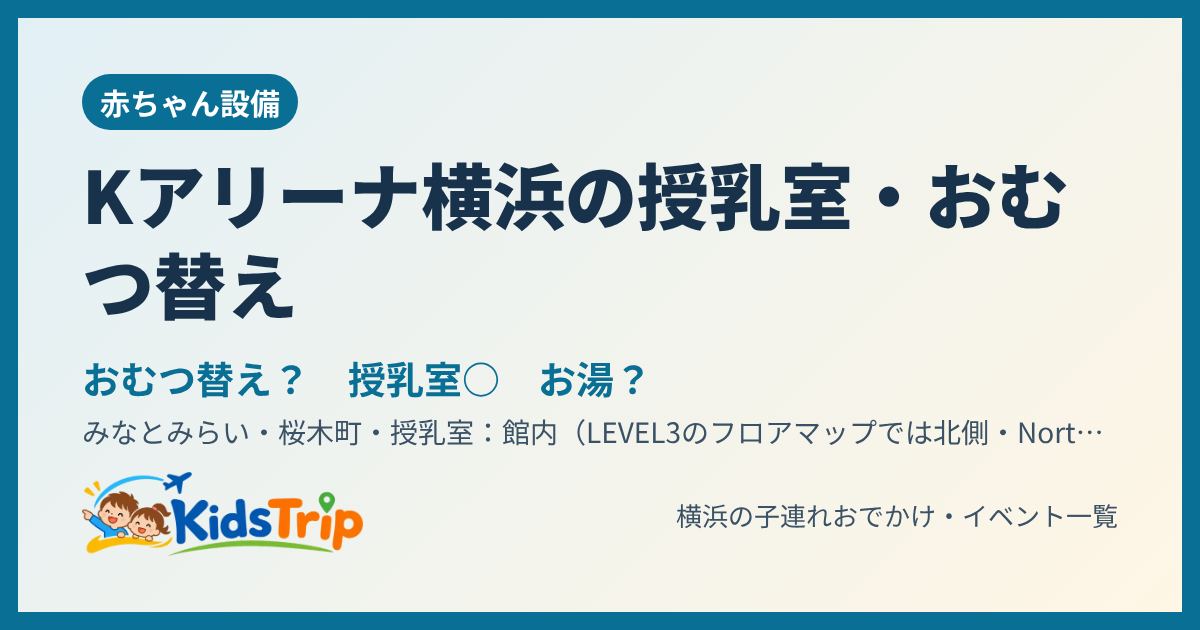 赤ちゃん設備
Kアリーナ横浜の授乳室・おむ
つ替え
おむつ替え？　授乳室○　お湯？
みなとみらい・桜木町・授乳室：館内（LEVEL3のフロアマップでは北側・Nort…
KidsTrip
横浜の子連れおでかけ・イベント一覧